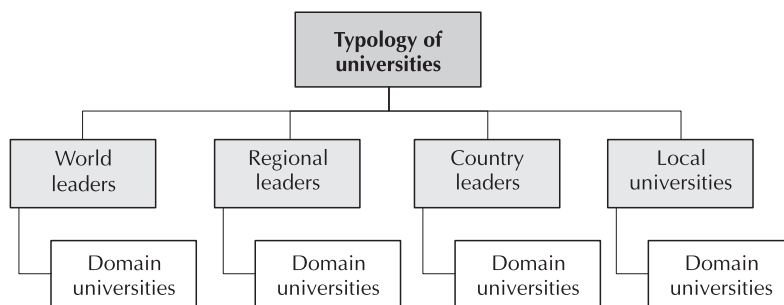 Typology of
universities
World
leaders
Regional
leaders
Country
leaders
Local
universities
Domain
universities
Domain
universities
Domain
universities
Domain
universities